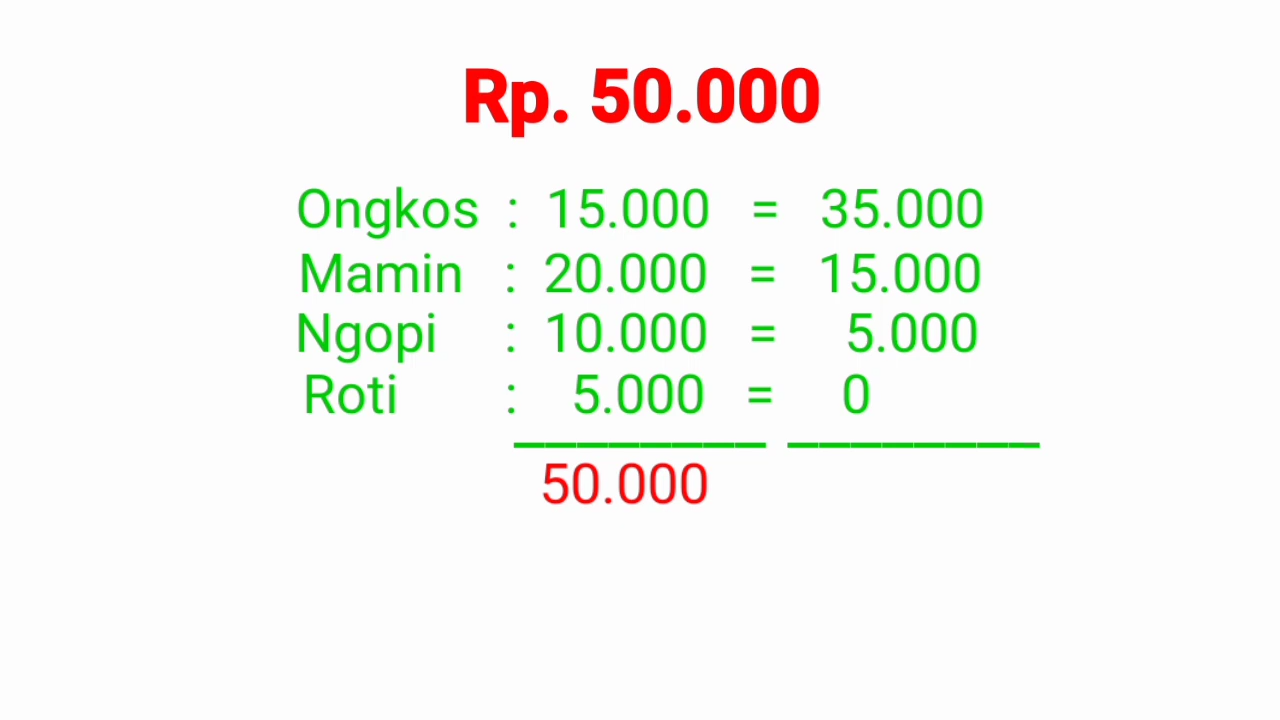 Rp. 50.000
Ongkos : 15.000 = 35.000
Mamin : 20.000 = 15.000
Ngopi : 10.000 = 5.000
Roti : 5.000 = 0
50.000